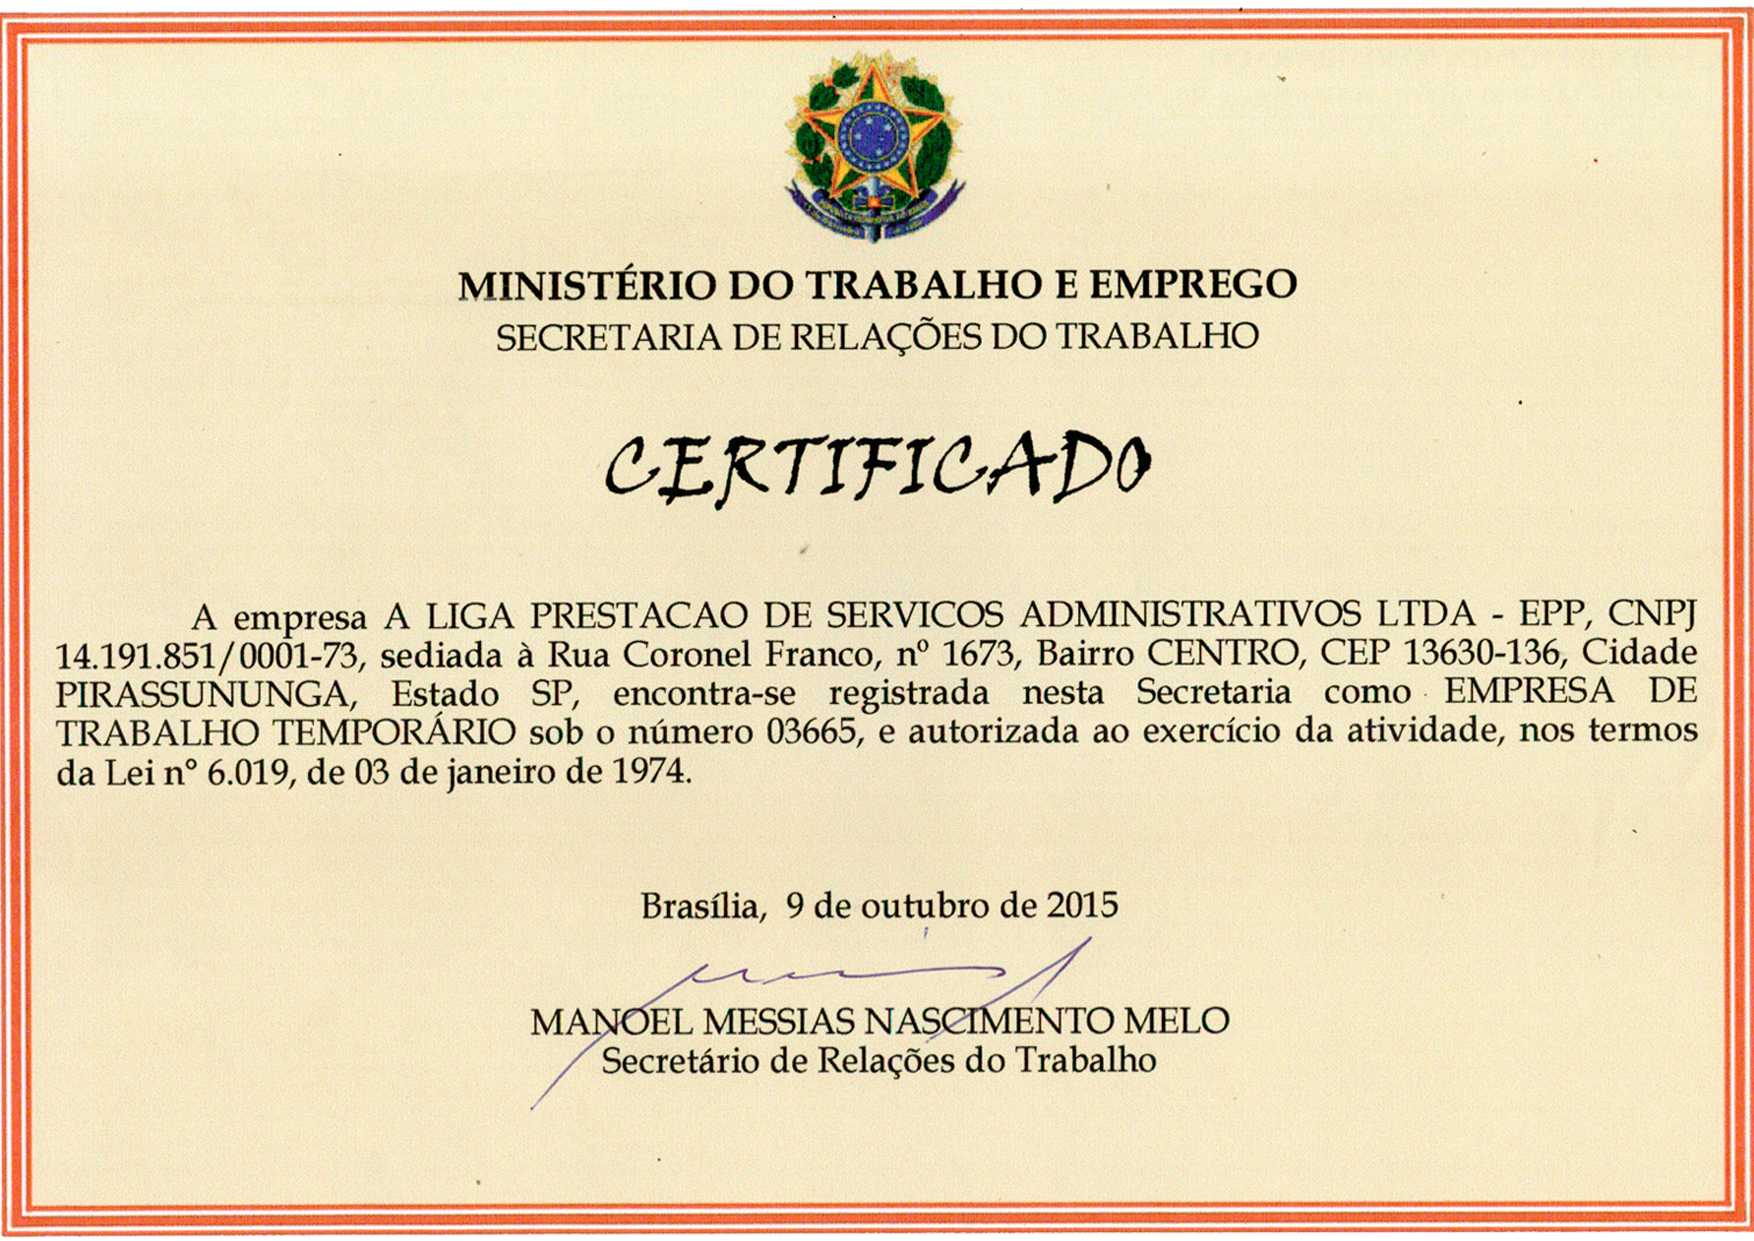 MINISTÉRIO DO TRABALHO E EMPREGO
SECRETARIA DE RELAÇÕES DO TRABALHO
CERTIFICADO
A empresa A LIGA PRESTACAO DE SERVICOS ADMINISTRATIVOS LTDA - EPP, CNPJ
14.191.851/0001-73, sediada à Rua Coronel Franco, nº 1673, Bairro CENTRO, CEP 13630-136, Cidade
PIRASSUNUNGA, Estado SP, encontra-se registrada nesta Secretaria como EMPRESA DE
TRABALHO TEMPORÁRIO sob o número 03665, e autorizada ao exercício da atividade, nos termos
da Lei n° 6.019, de 03 de janeiro de 1974.
Brasília, 9 de outubro de 2015
MANOEL MESSIAS NASCIMENTO MELO
Secretário de Relações do Trabalho